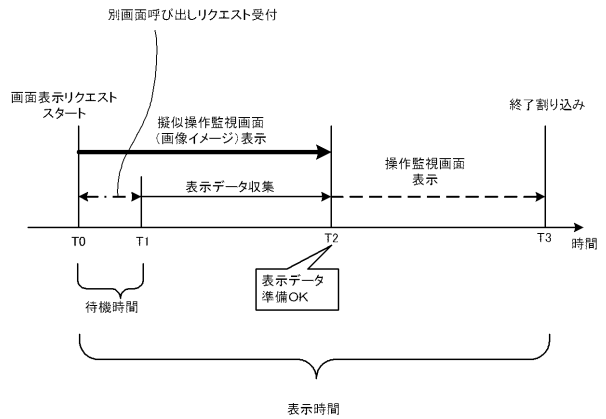 別画面呼び出しリクエスト受付
画面表示リクエスト
スタート
終了割り込み
擬似操作監視画面
(画像イメージ)表示
操作監視画面
表示
表示データ収集
T0
T1
T2
T3
時間
表示データ
準備OK
待機時間
表示時間